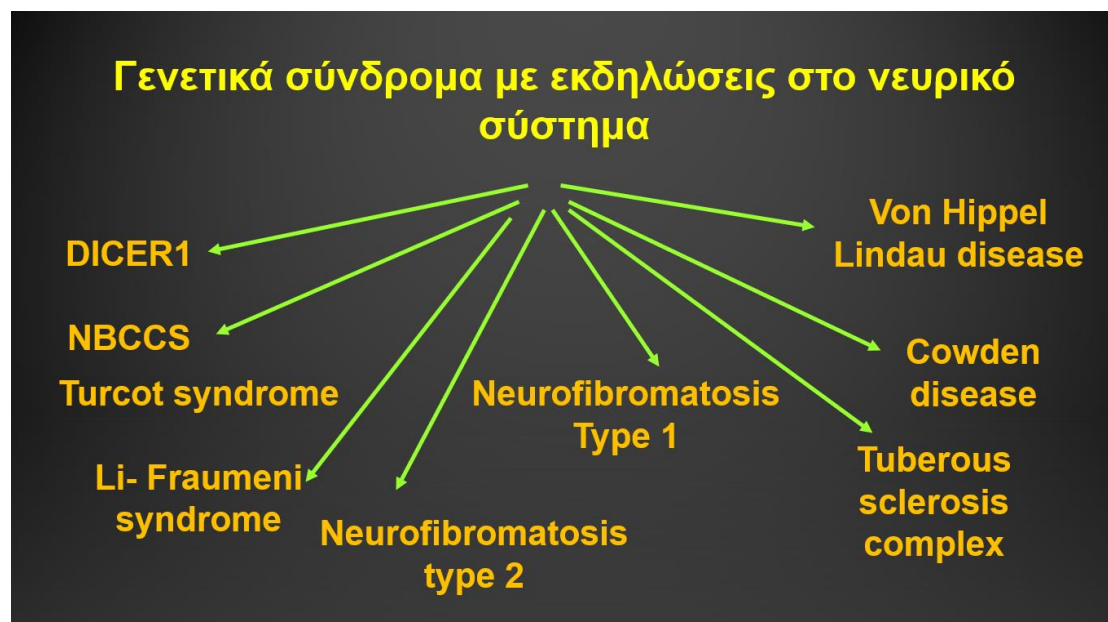 Γενετικά σύνδρομα με εκδηλώσεις στο νευρικό
σύστημα
DICER1
NBCCS
Turcot syndrome
Li- Fraumeni
syndrome
Neurofibromatosis
type 2
Neurofibromatosis
Type 1
Von Hippel
Lindau disease
Cowden
disease
Tuberous
sclerosis
complex